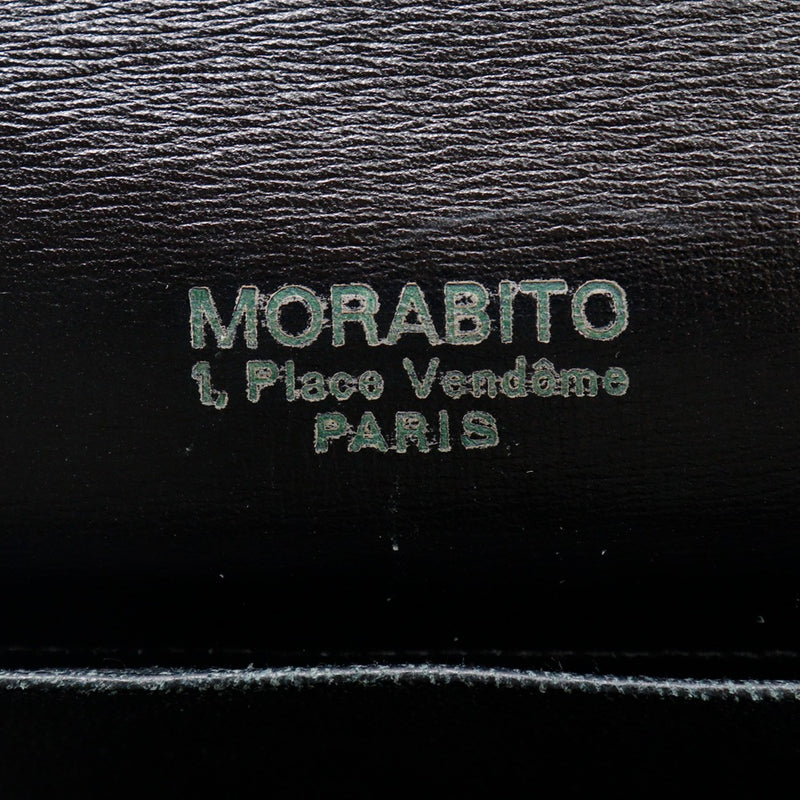 MORABITO
1, Place Vendôme
PARIS